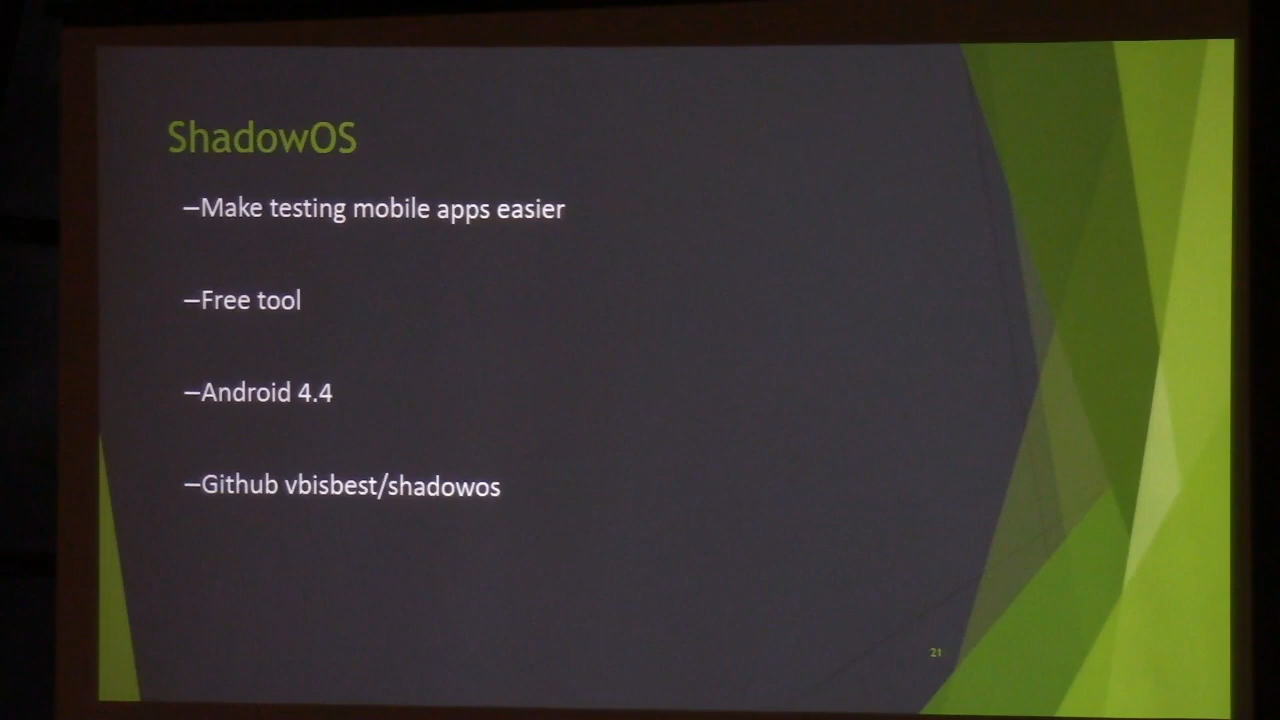 ShadowOS
–Make testing mobile apps easier
–Free tool
–Android 4.4
–Github vbisbest/shadowos
21